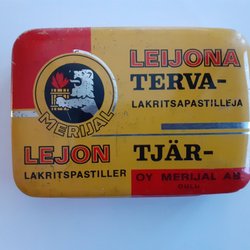 LEIJONA
TERVA-
LAKRITSAPASTILLEJA
MERIJAL
LEJON TJÄR-
LAKRITSPASTILLER
OY MERIJAL AB
OULU